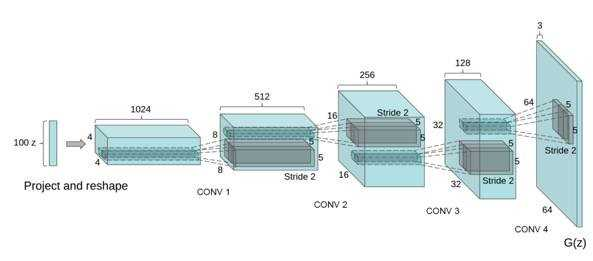 3
128
256
512
1024
64
5
5
Stride 2
16
Stride 2
5
5
32
8
5
5
4
100 z
4
8
Stride 2
16
32
Stride 2
64
Project and reshape
CONV 1
CONV 2
CONV 3
CONV 4
G(z)